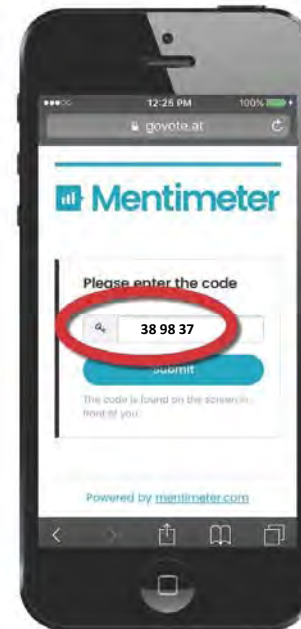 12:25 PM 100%
govote.at
Mentimeter
Please enter the code
38 98 37
Submit
The code is found on the screen in
front of you
Powered by mentimeter.com